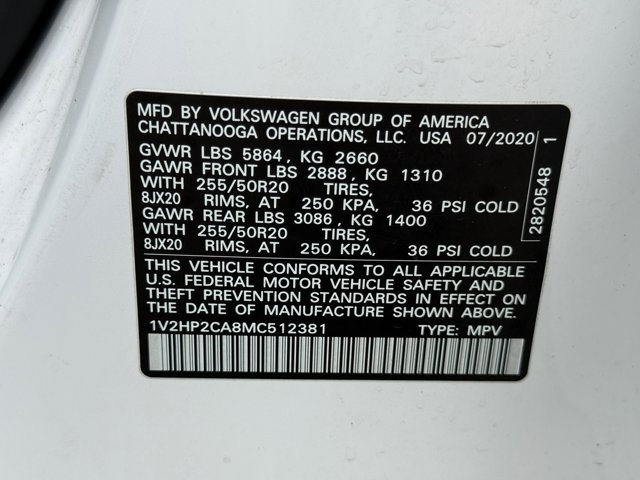 MFD BY VOLKSWAGEN GROUP OF AMERICA
CHATTANOOGA OPERATIONS, LLC. USA 07/2020
GVWR LBS 5864, KG 2660
GAWR FRONT LBS 2888, KG 1310
WITH 255/50R20 TIRES,
8JX20 RIMS, AT 250 KPA, 36 PSI COLD
GAWR REAR LBS 3086, KG 1400
WITH 255/50R20 TIRES,
8JX20 RIMS, AT 250 KPA, 36 PSI COLD
THIS VEHICLE CONFORMS TO ALL APPLICABLE
U.S. FEDERAL MOTOR VEHICLE SAFETY AND
THEFT PREVENTION STANDARDS IN EFFECT ON
THE DATE OF MANUFACTURE SHOWN ABOVE.
1V2HP2CA8MC512381 TYPE: MPV
2820548 1